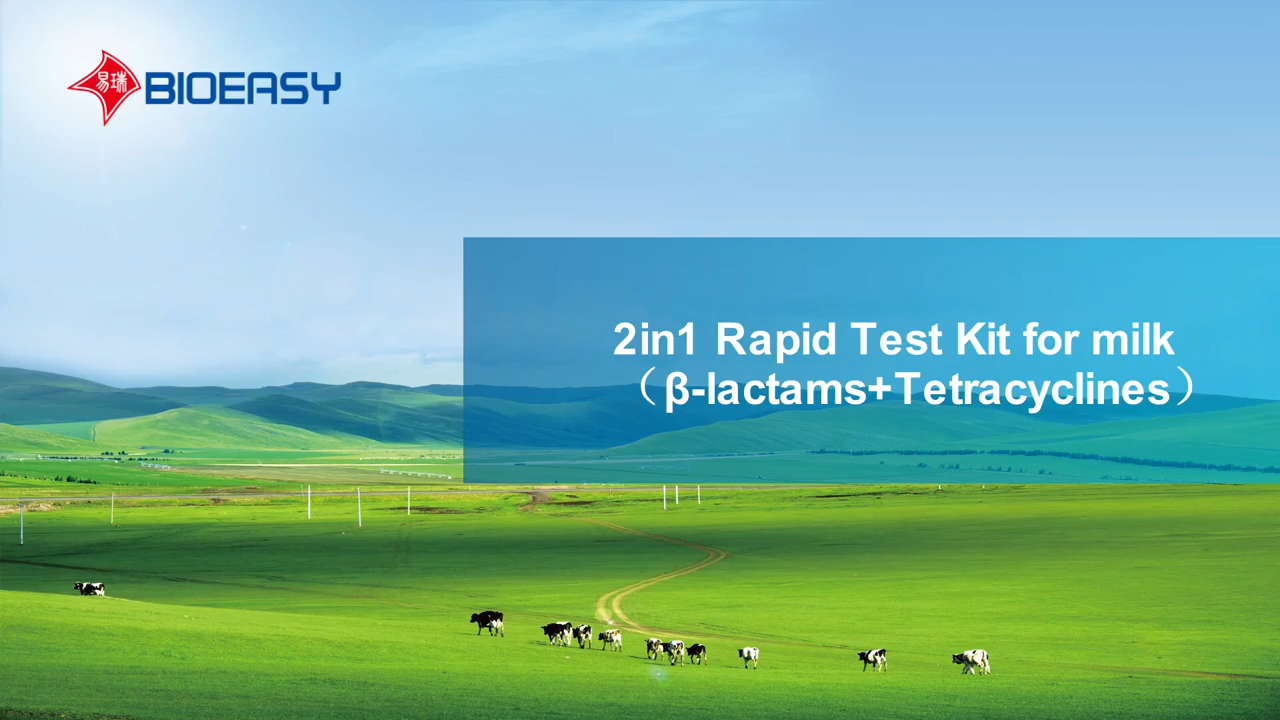 易瑞 BIOEASY
2in1 Rapid Test Kit for milk
（β-lactams+Tetracyclines）